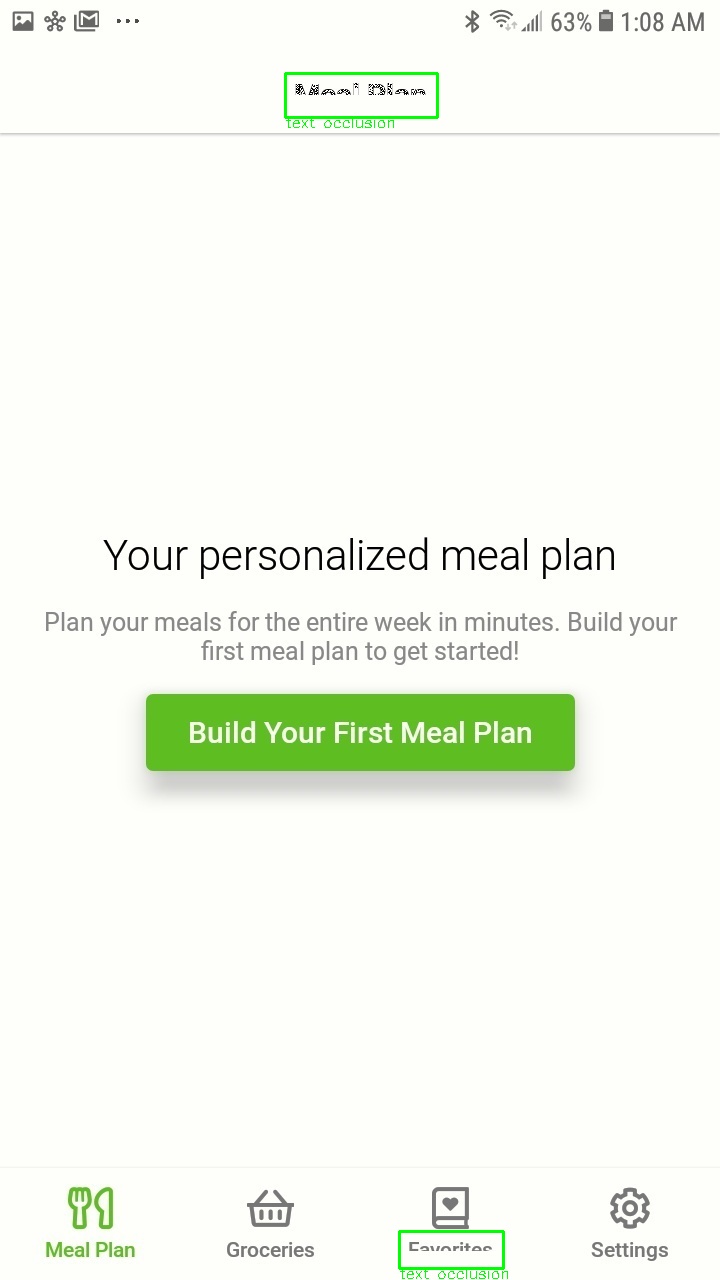 63% 1:08 AM
Meal Plan
text occlusion
Your personalized meal plan
Plan your meals for the entire week in minutes. Build your
first meal plan to get started!
Build Your First Meal Plan
Meal Plan Groceries Favorites Settings
text occlusion